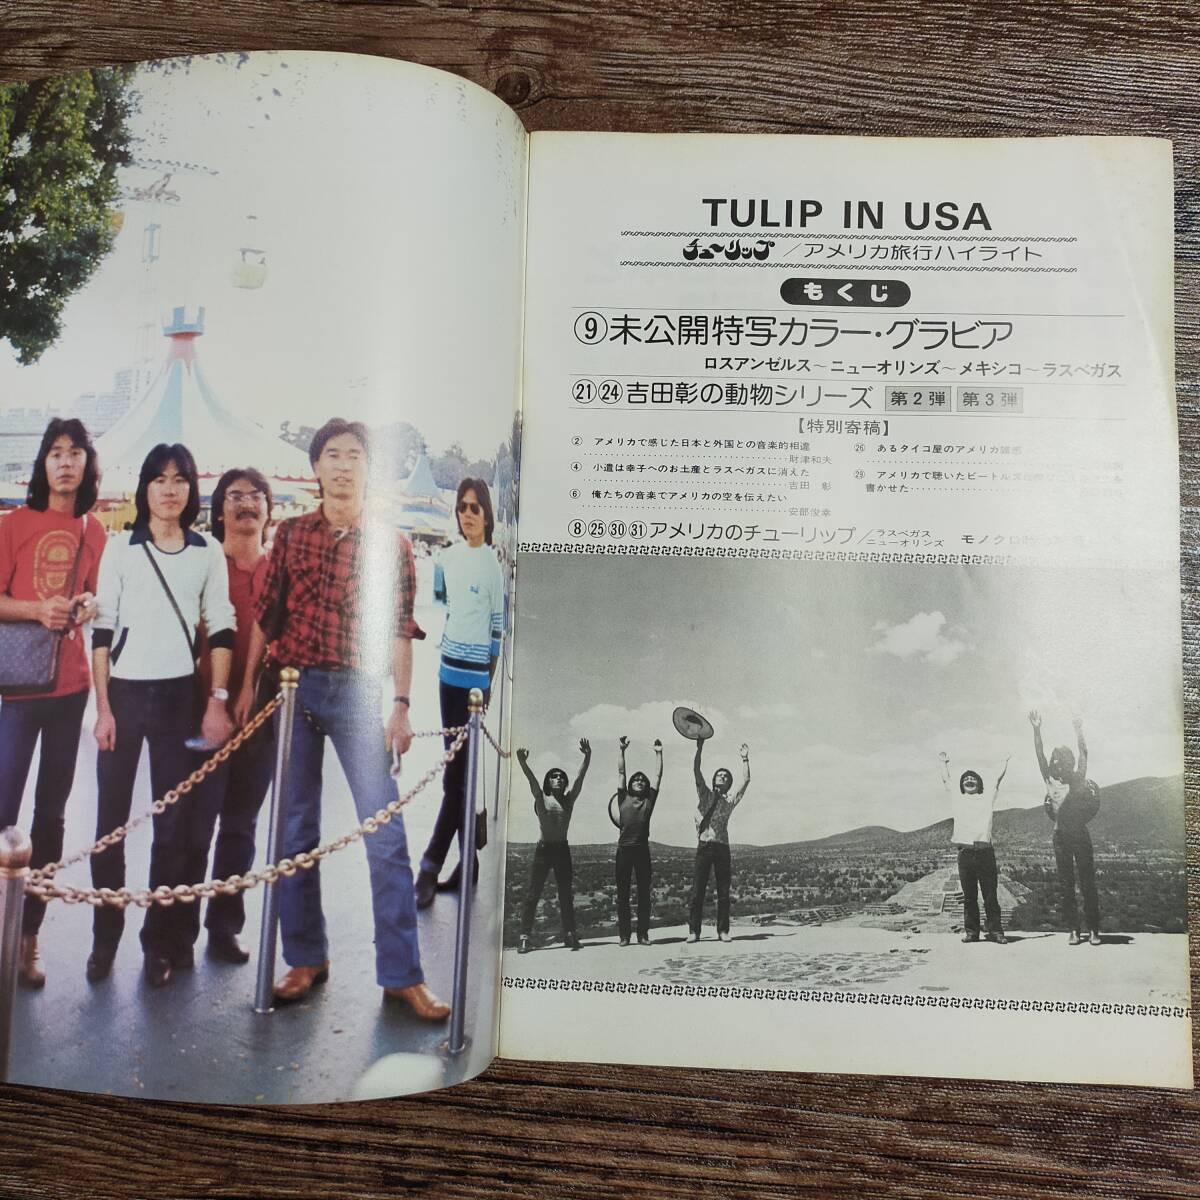 TULIP IN USA
チューリップ/アメリカ旅行ハイライト
もくじ
⑨未公開特写カラー・グラビア
ロスアンゼルス〜ニューオリンズ〜メキシコ〜ラスベガス
㉑㉔吉田彰の動物シリーズ 第2弾 第3弾
【特別寄稿】
② アメリカで感じた日本と外国との音楽的相違
財津和夫
④ 小遣は幸子へのお土産とラスベガスに消えた
吉田 彰
⑥ 俺たちの音楽でアメリカの空を伝えたい
安部俊幸
㉖ あるタイコ屋のアメリカ雑感
㉙ アメリカで聴いたビートルズ
書かせた
⑧㉕㉚㉛アメリカのチューリップ/ラスベガス ニューオリンズ モノクロ